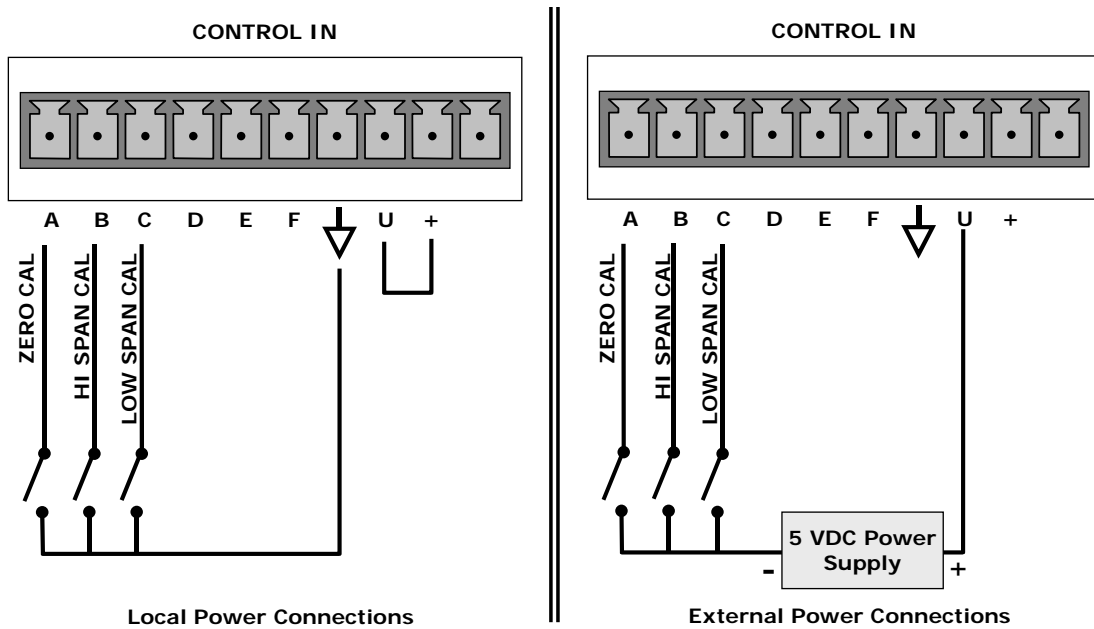 CONTROL IN
A B C D E F U +
ZERO CAL
HI SPAN CAL
LOW SPAN CAL
Local Power Connections
CONTROL IN
A B C D E F U +
ZERO CAL
HI SPAN CAL
LOW SPAN CAL
5 VDC Power
Supply
- +
External Power Connections